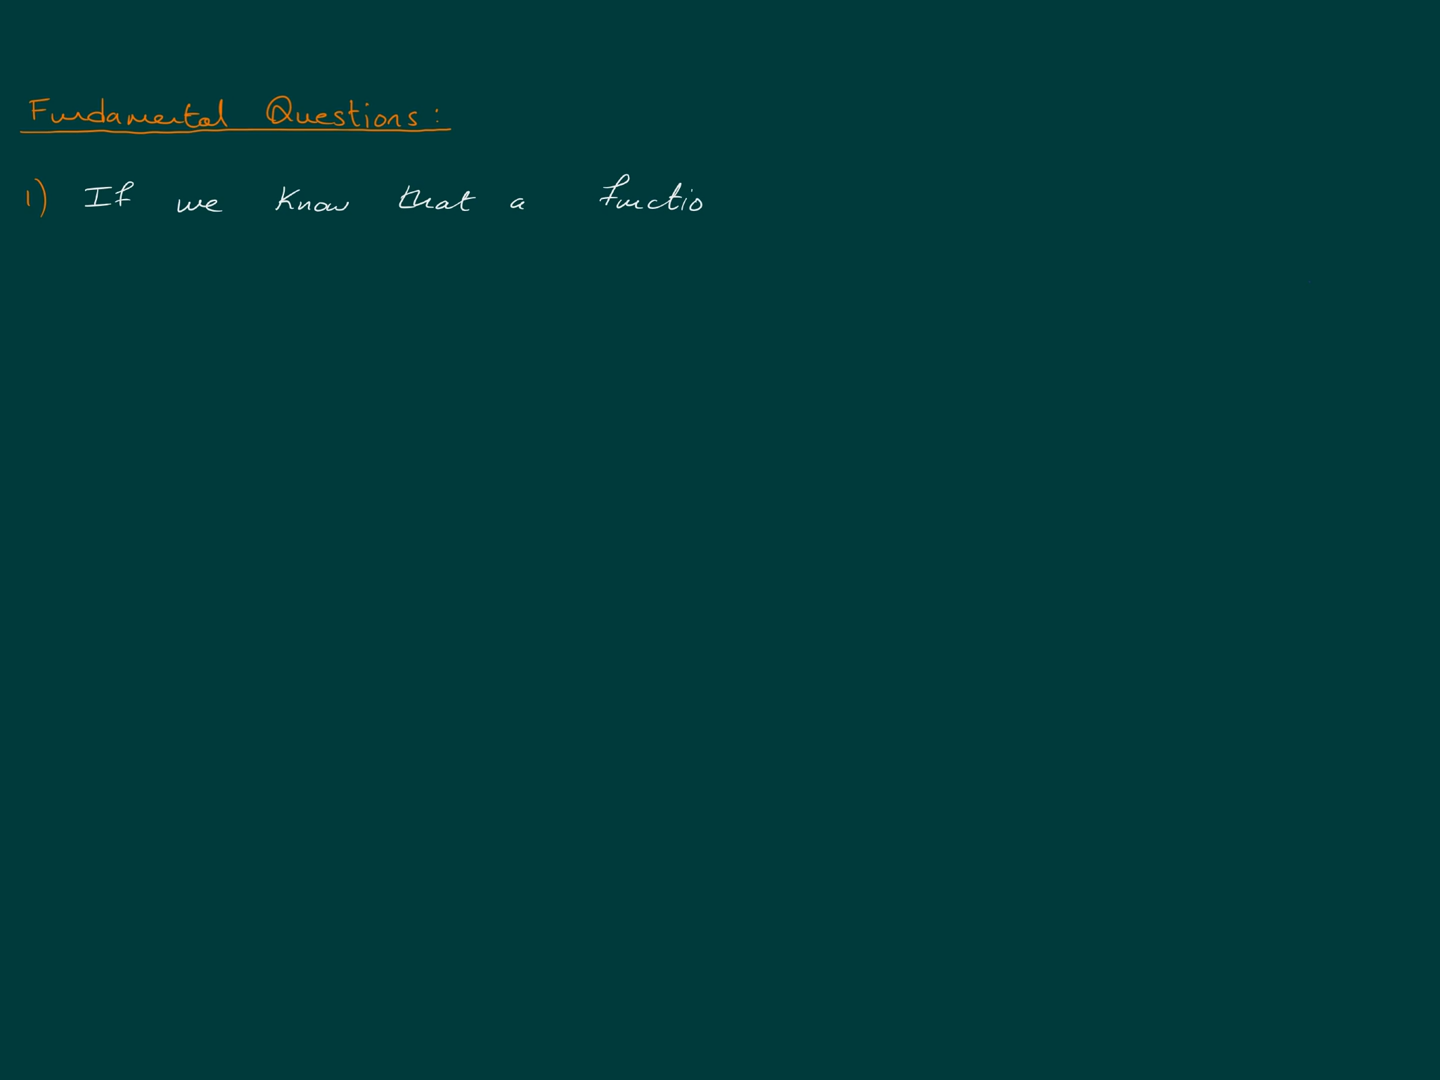 Fundamental Questions:
1) If we know that a functio